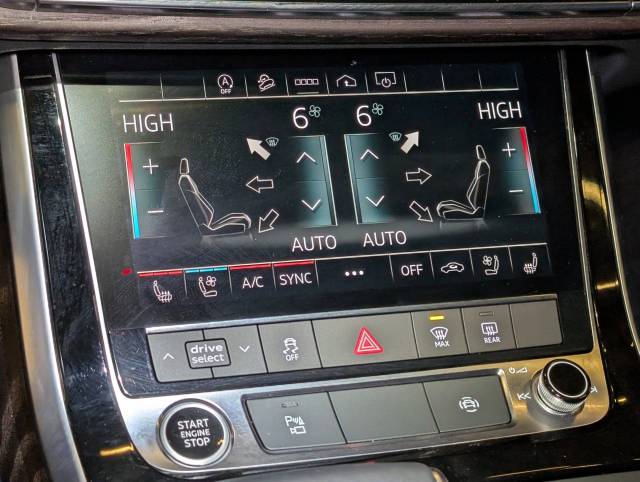 A
OFF
HIGH 6 6 HIGH
+ +
− −
AUTO AUTO
A/C SYNC ••• OFF
drive
select
OFF
MAX
REAR
START
ENGINE
STOP
P